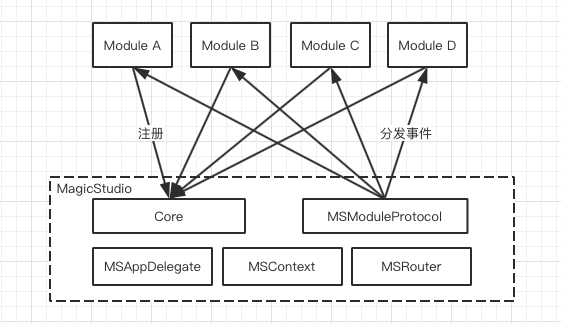 Module A
Module B
Module C
Module D
注册
分发事件
MagicStudio
Core
MSModuleProtocol
MSAppDelegate
MSContext
MSRouter